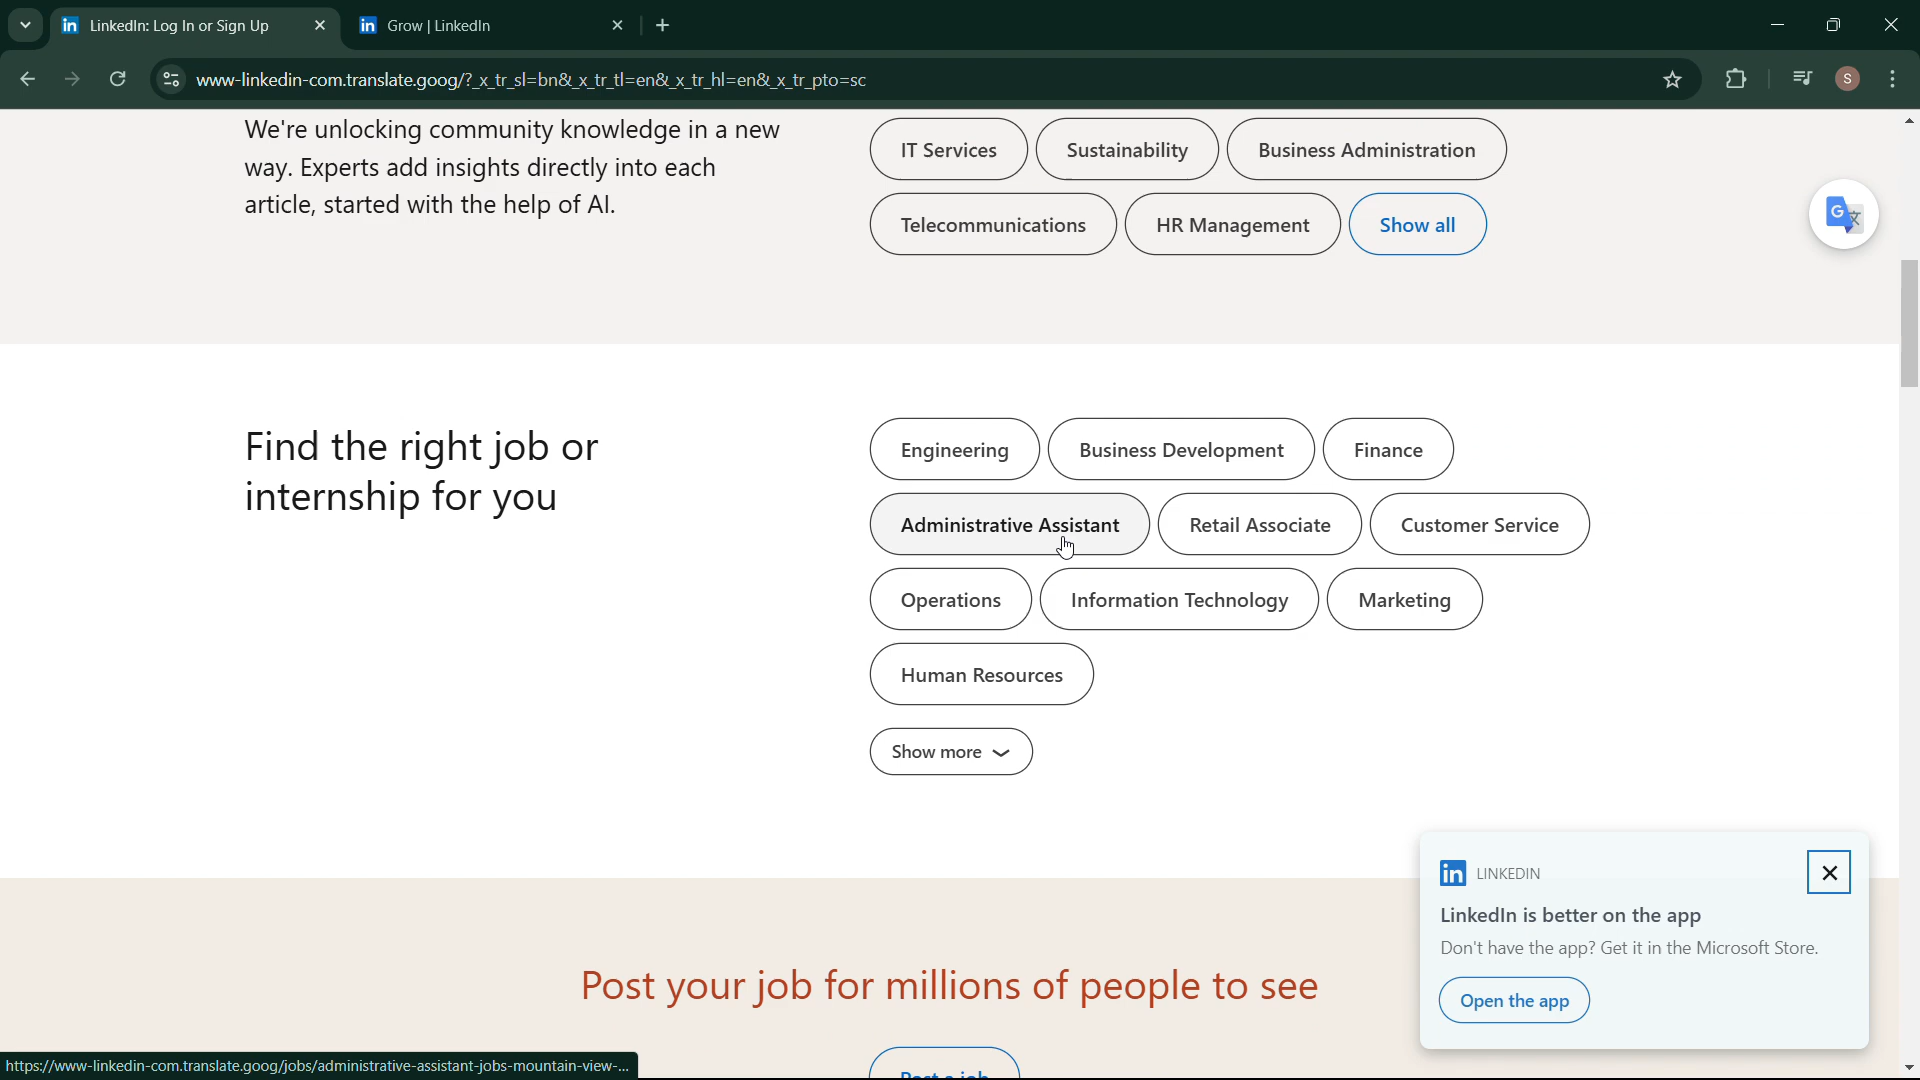 LinkedIn: Log In or Sign Up
Grow | LinkedIn
www-linkedin-com.translate.goog/?_x_tr_sl=bn&_x_tr_tl=en&_x_tr_hl=en&_x_tr_pto=sc
S
We're unlocking community knowledge in a new
way. Experts add insights directly into each
article, started with the help of AI.
IT Services
Sustainability
Business Administration
Telecommunications
HR Management
Show all
Find the right job or
internship for you
Engineering
Business Development
Finance
Administrative Assistant
Retail Associate
Customer Service
Operations
Information Technology
Marketing
Human Resources
Show more
in LINKEDIN
LinkedIn is better on the app
Don't have the app? Get it in the Microsoft Store.
Open the app
Post your job for millions of people to see
Post a job
https://www-linkedin-com.translate.goog/jobs/administrative-assistant-jobs-mountain-view-...